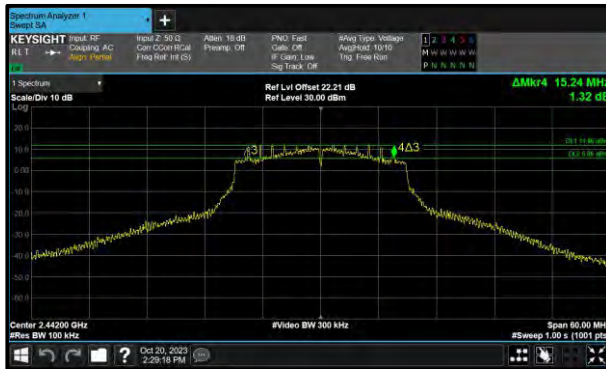 Spectrum Analyzer 1
Swept SA
+
KEYSIGHT Input: RF Input Z: 50 Ω Atten: 18 dB PNO: Fast #Avg Type: Voltage 1 2 3 4 5 6
RLT Coupling: AC Corr CCorr RCal Preamp: Off Gate: Off Avg|Hold: 10/10 M W W W W W
Align: Partial Freq Ref: Int (S) IF Gain: Low Trig: Free Run
Sig Track: Off P N N N N N
1 Spectrum
Ref Lvl Offset 22.21 dB ΔMkr4 15.24 MHz
Scale/Div 10 dB Ref Level 30.00 dBm 1.32 dB
Log
20.0
10.0
0.00
-10.0
-20.0
-30.0
-40.0
-50.0
-60.0
3
4Δ3
Center 2.44200 GHz #Video BW 300 kHz Span 60.00 MHz
#Res BW 100 kHz #Sweep 1.00 s (1001 pts)
? Oct 20, 2023
2:29:18 PM